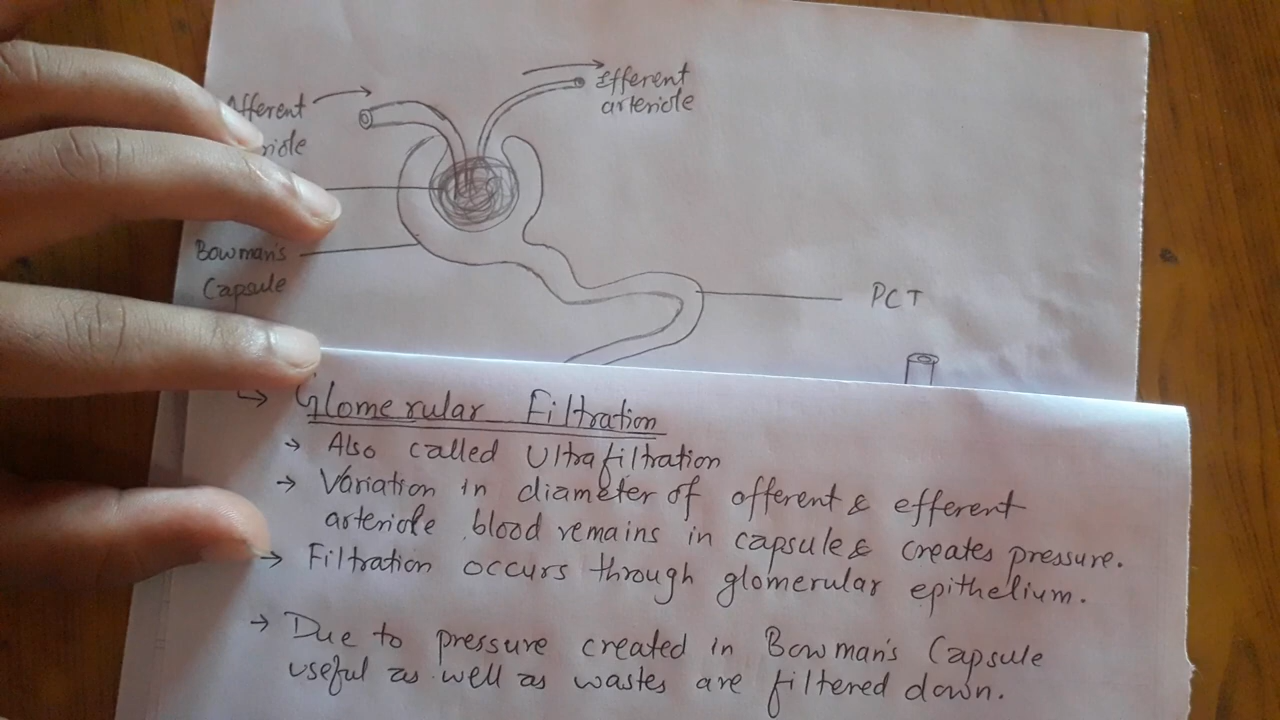 Efferent
arteriole
Afferent
Bowman's
Capsule
PCT
Glomerular Filtration
→ Also called Ultrafiltration
→ Variation in diameter of offerent & efferent
arteriole blood remains in capsule & creates pressure.
→ Filtration occurs through glomerular epithelium.
→ Due to pressure created in Bowman's Capsule
useful as well as wastes are filtered down.